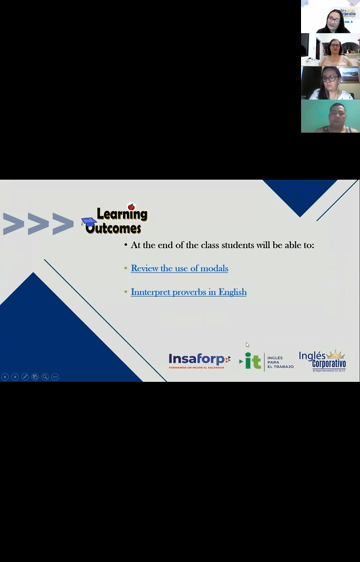 Learning
Outcomes
• At the end of the class students will be able to:
• Review the use of modals
• Innterpret proverbs in English
Insaforp
it
INGLÉS
PARA
EL TRABAJO
Inglés
corporativo